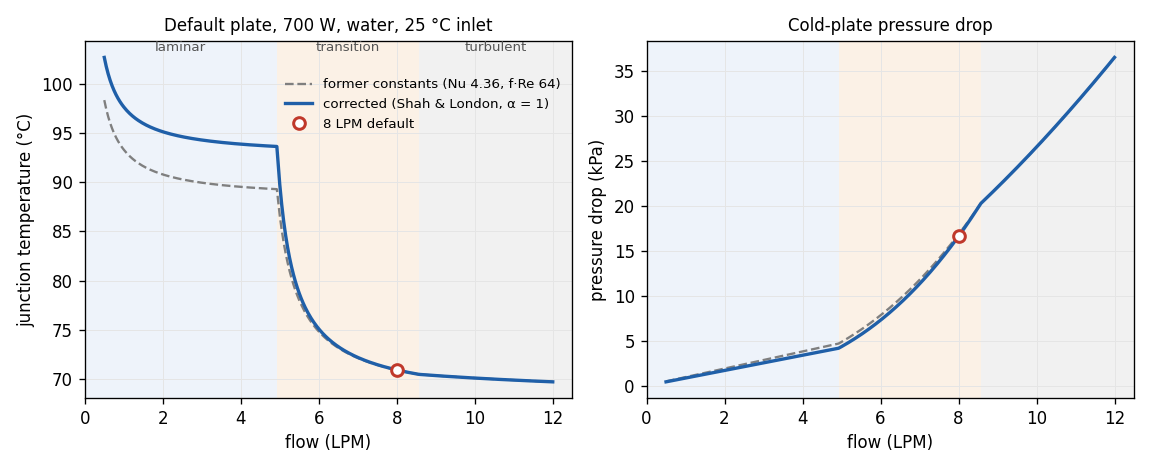 Default plate, 700 W, water, 25 °C inlet
laminar
transition
turbulent
former constants (Nu 4.36, f·Re 64)
corrected (Shah & London, α = 1)
8 LPM default
junction temperature (°C)
100
95
90
85
80
75
70
0
2
4
6
8
10
12
flow (LPM)
Cold-plate pressure drop
pressure drop (kPa)
35
30
25
20
15
10
5
0
0
2
4
6
8
10
12
flow (LPM)